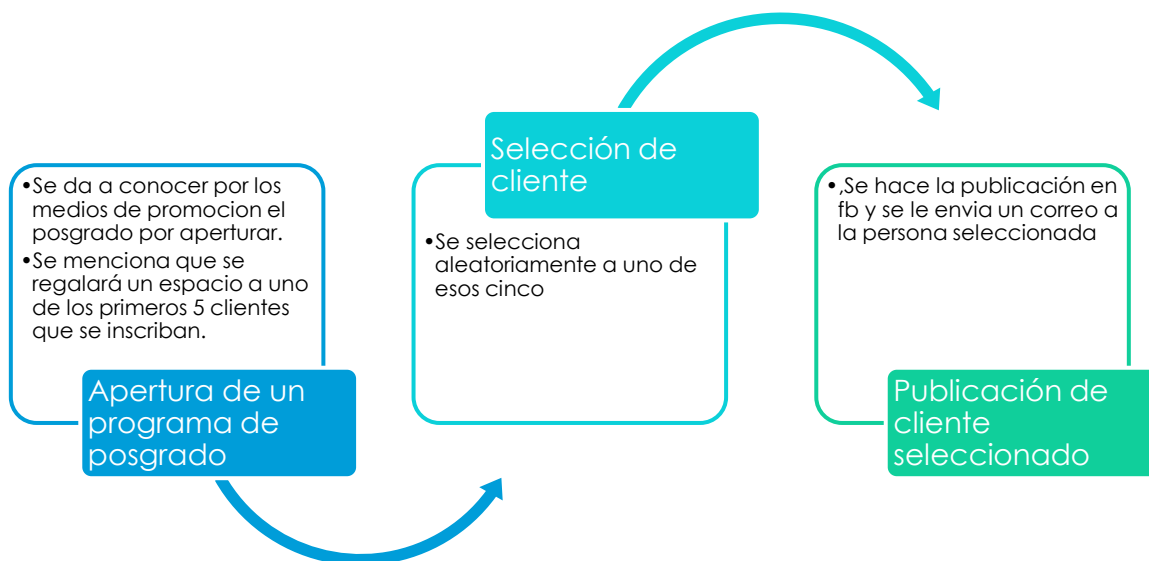 •Se da a conocer por los
medios de promocion el
posgrado por aperturar.
•Se menciona que se
regalará un espacio a uno
de los primeros 5 clientes
que se inscriban.
Apertura de un
programa de
posgrado
Selección de
cliente
•Se selecciona
aleatoriamente a uno de
esos cinco
•,Se hace la publicación en
fb y se le envia un correo a
la persona seleccionada
Publicación de
cliente
seleccionado